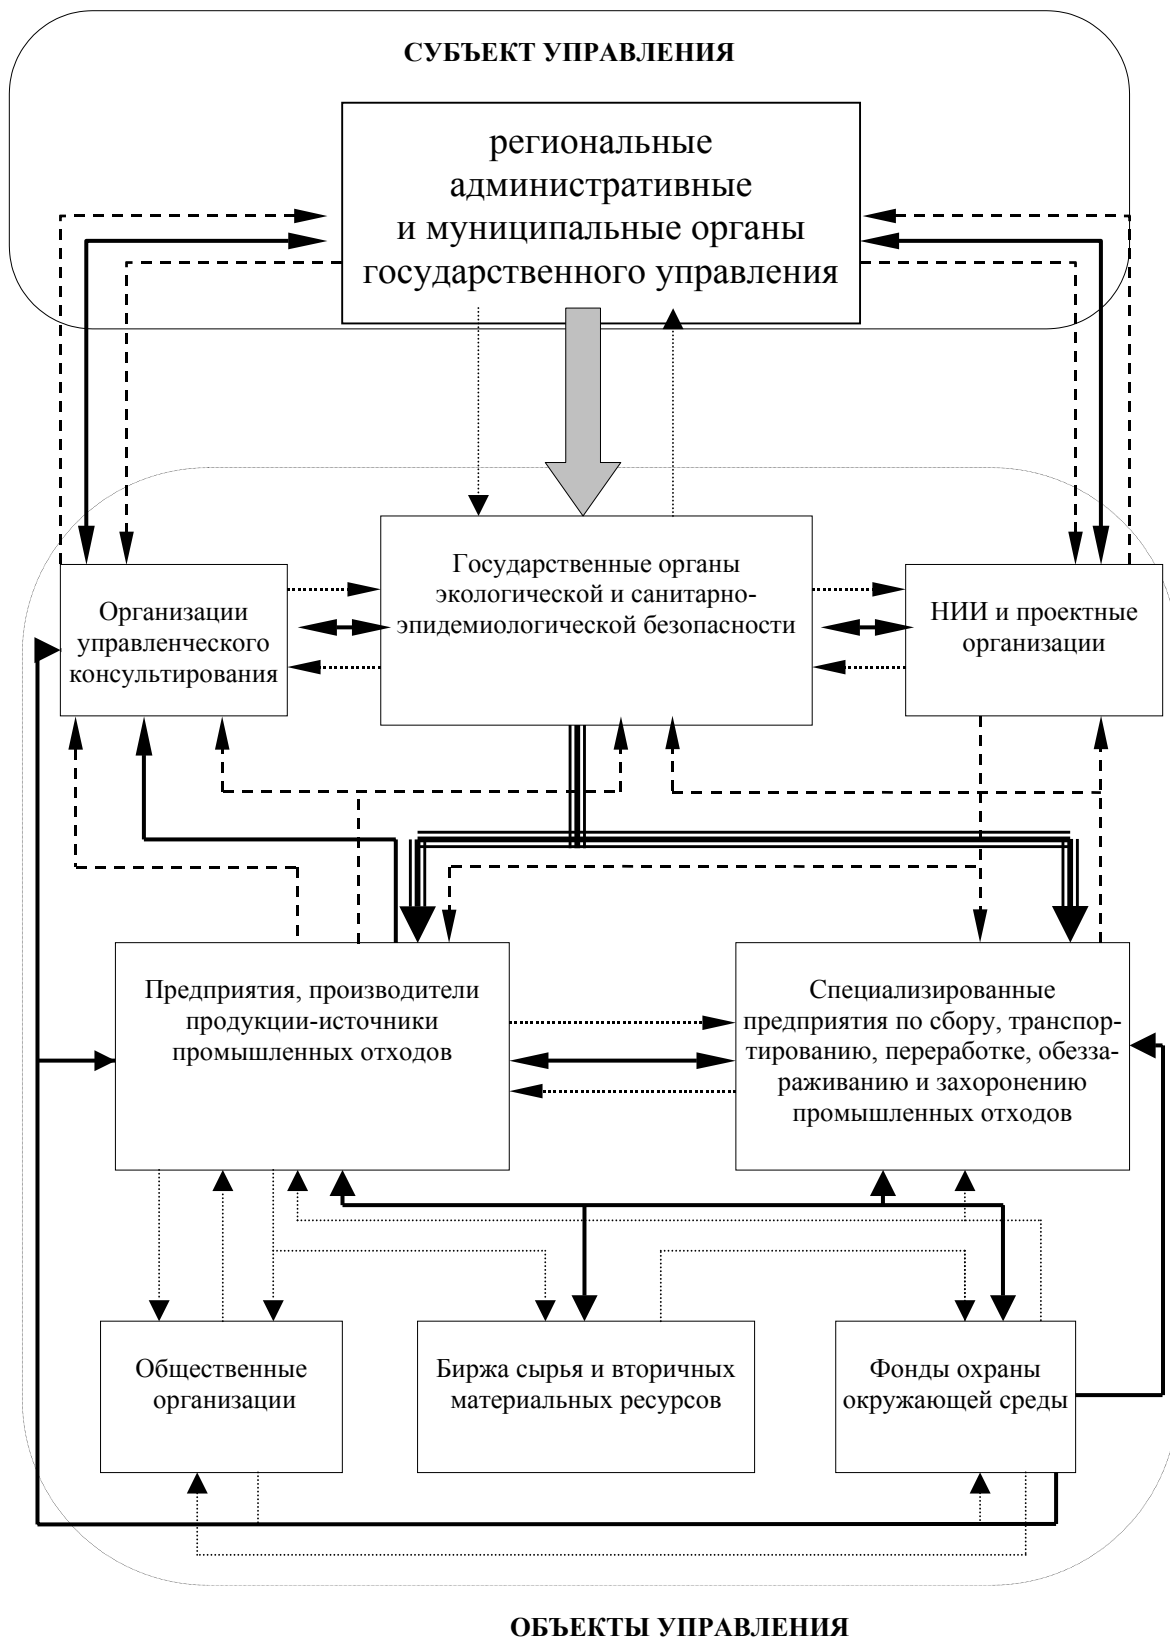 СУБЪЕКТ УПРАВЛЕНИЯ
региональные
административные
и муниципальные органы
государственного управления
Государственные органы
экологической и санитарно-
эпидемиологической безопасности
Организации
управленческого
консультирования
НИИ и проектные
организации
Предприятия, производители
продукции-источники
промышленных отходов
Специализированные
предприятия по сбору, транспор-
тированию, переработке, обезза-
раживанию и захоронению
промышленных отходов
Общественные
организации
Биржа сырья и вторичных
материальных ресурсов
Фонды охраны
окружающей среды
ОБЪЕКТЫ УПРАВЛЕНИЯ